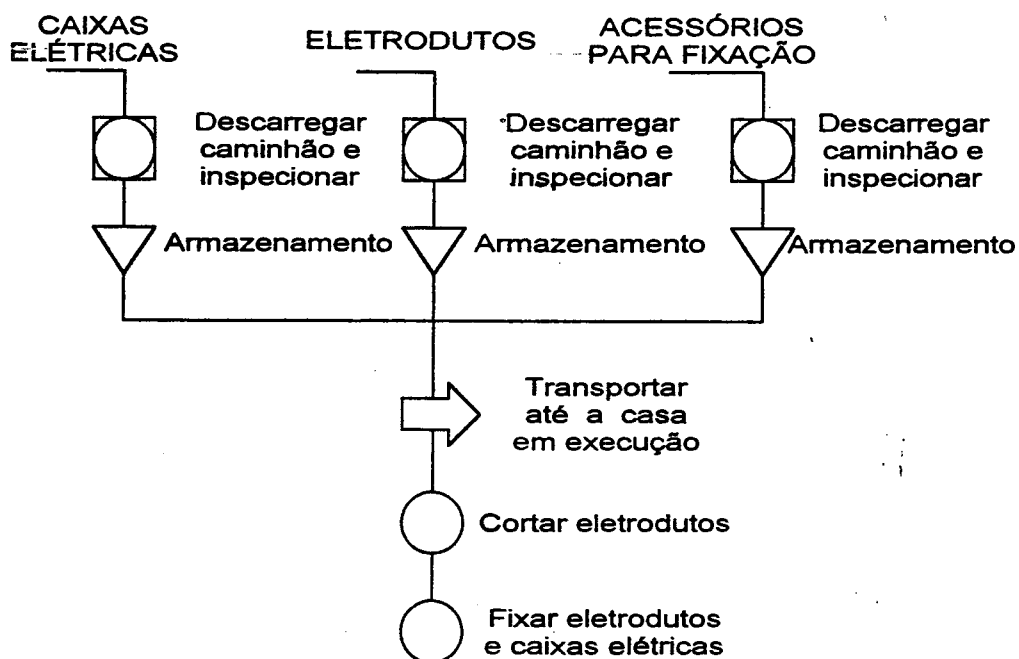 CAIXAS
ELÉTRICAS
ELETRODUTOS
ACESSÓRIOS
PARA FIXAÇÃO
Descarregar
caminhão e
inspecionar
Descarregar
caminhão e
inspecionar
Descarregar
caminhão e
inspecionar
Armazenamento
Armazenamento
Armazenamento
Transportar
até a casa
em execução
Cortar eletrodutos
Fixar eletrodutos
e caixas elétricas